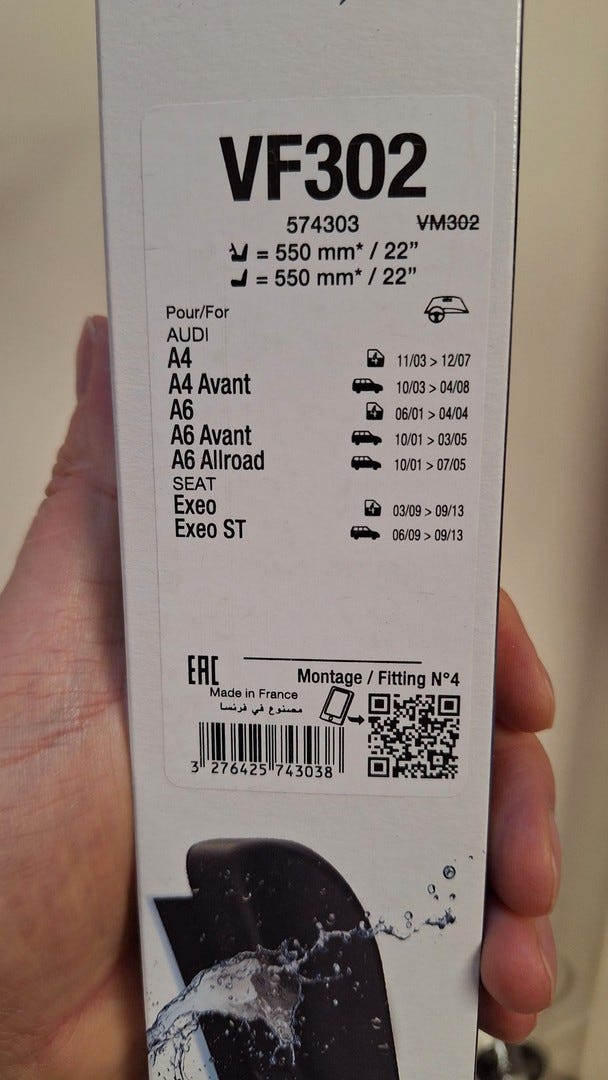 VF302
574303 VM302
= 550 mm* / 22”
= 550 mm* / 22”
Pour/For
AUDI
A4 4 11/03 > 12/07
A4 Avant 10/03 > 04/08
A6 4 06/01 > 04/04
A6 Avant 10/01 > 03/05
A6 Allroad 10/01 > 07/05
SEAT
Exeo 4 03/09 > 09/13
Exeo ST 06/09 > 09/13
EAC
Montage / Fitting N°4
Made in France
مصنوع في فرنسا
3 276425 743038